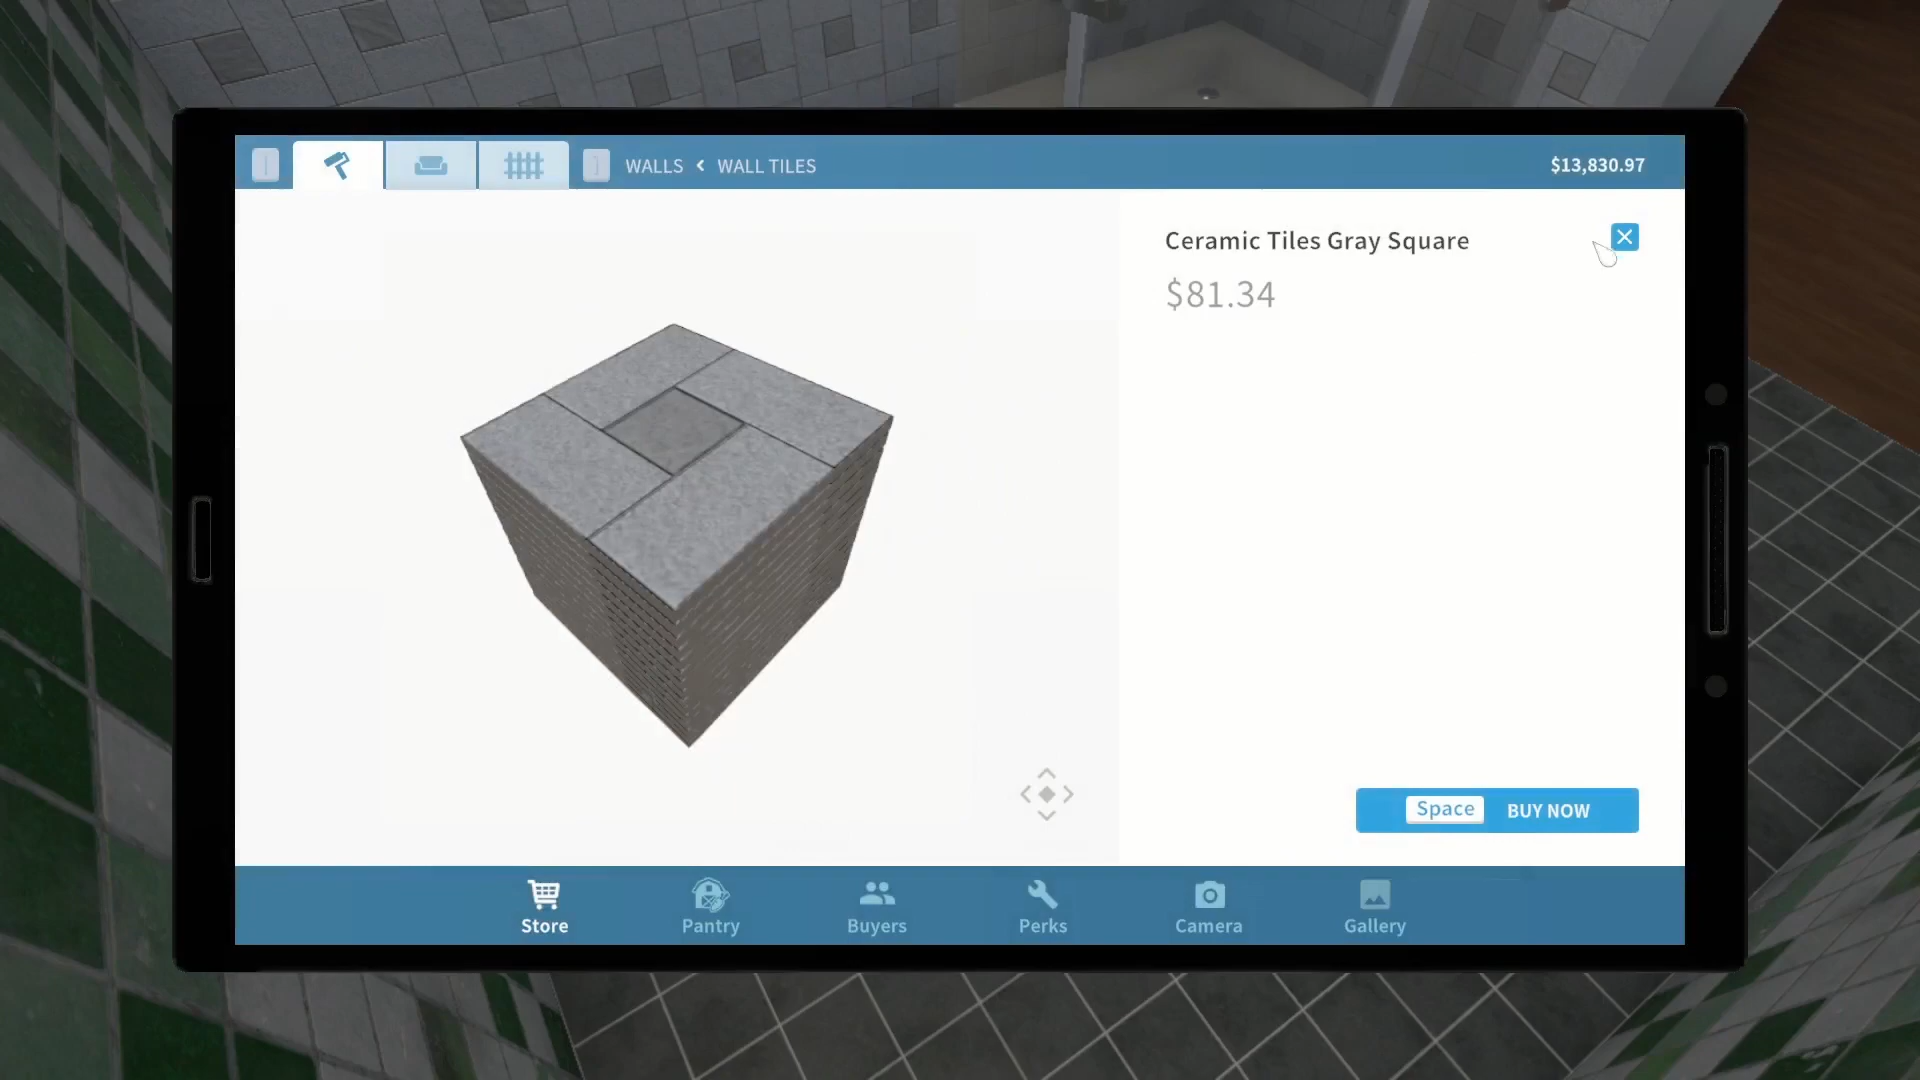 WALLS < WALL TILES
$13,830.97
Ceramic Tiles Gray Square
$81.34
Space BUY NOW
Store Pantry Buyers Perks Camera Gallery